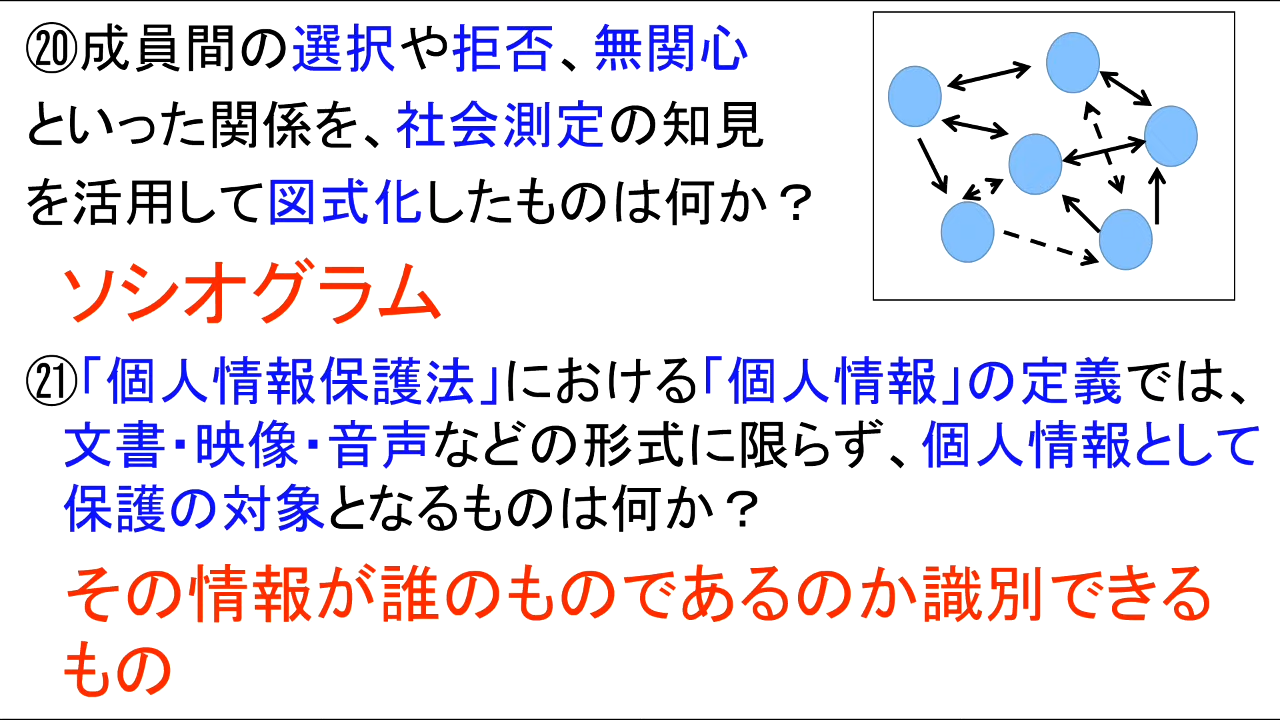 ⑳成員間の選択や拒否、無関心
といった関係を、社会測定の知見
を活用して図式化したものは何か？
ソシオグラム
㉑「個人情報保護法」における「個人情報」の定義では、
文書・映像・音声などの形式に限らず、個人情報として
保護の対象となるものは何か？
その情報が誰のものであるのか識別できる
もの